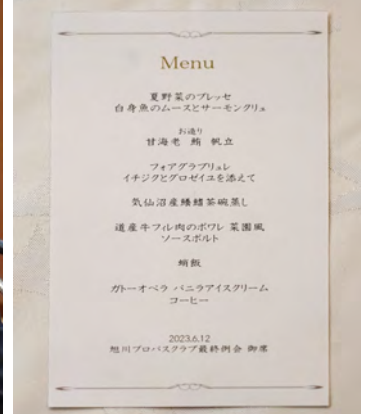 Menu
夏野菜のプレッセ
白身魚のムースとサーモンクリュ
お造り
甘海老 鮪 帆立
フォアグラブリュレ
イチジクとグロゼイユを添えて
気仙沼産鱶鰭茶碗蒸し
道産牛フィレ肉のポワレ 菜園風
ソースポルト
蛸飯
ガトーオペラ バニラアイスクリーム
コーヒー
2023.6.12
旭川プロバスクラブ最終例会 御席